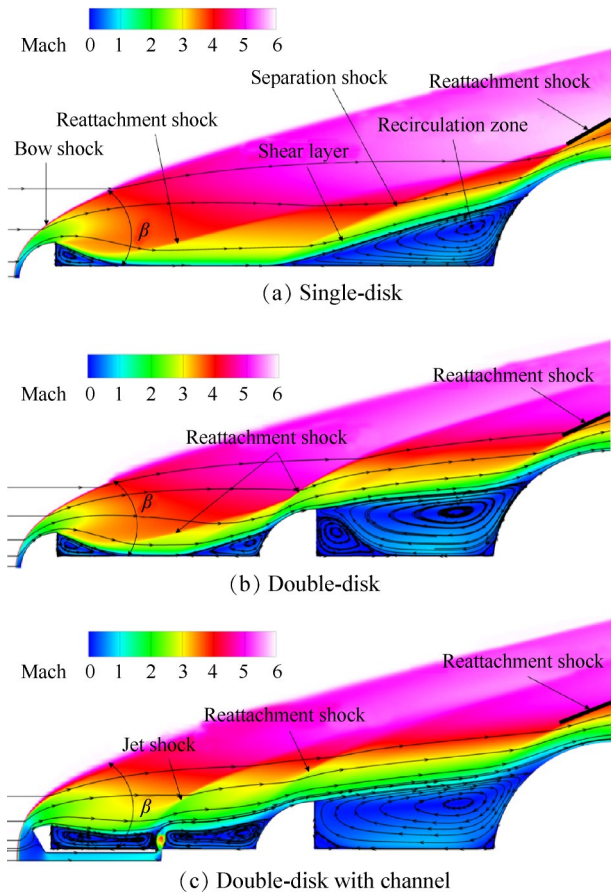 Mach 0 1 2 3 4 5 6
Separation shock
Reattachment shock
Reattachment shock
Recirculation zone
Bow shock
Shear layer
β
(a) Single-disk
Mach 0 1 2 3 4 5 6
Reattachment shock
Reattachment shock
β
(b) Double-disk
Mach 0 1 2 3 4 5 6
Reattachment shock
Reattachment shock
Jet shock
β
(c) Double-disk with channel